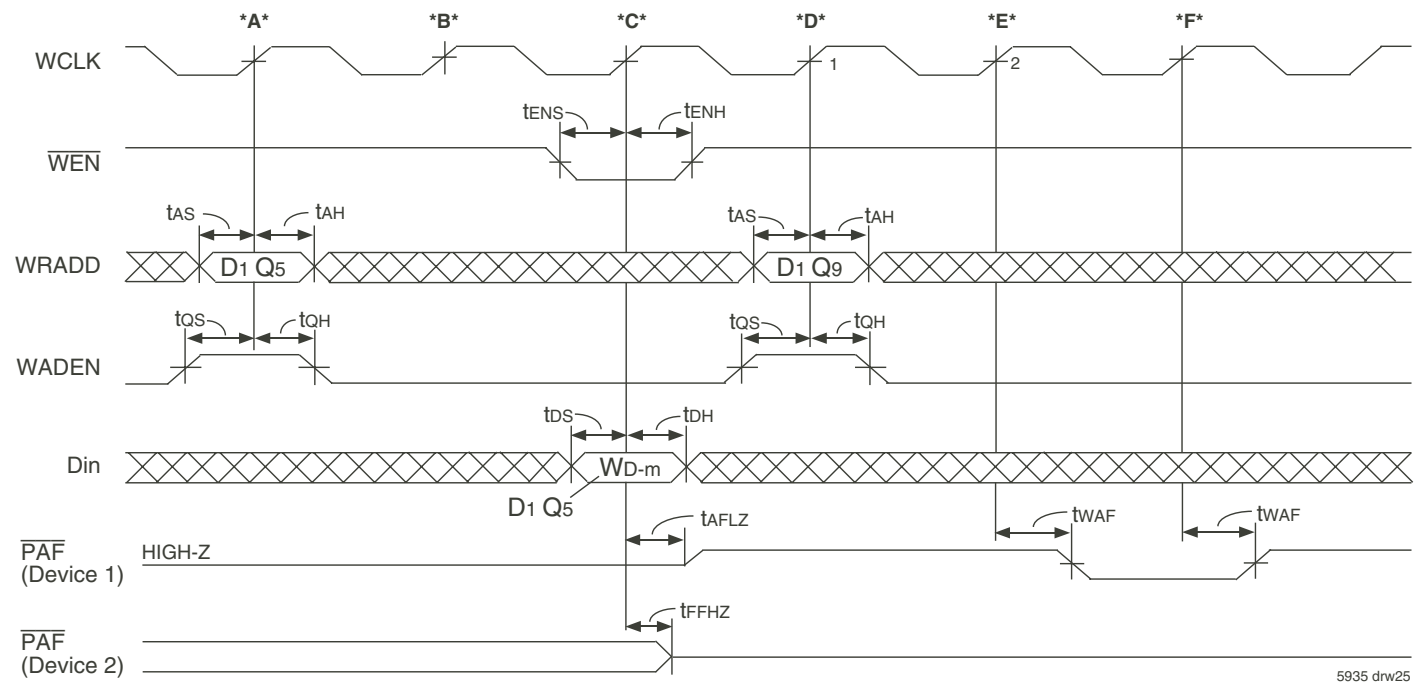 *A* *B* *C* *D* *E* *F*
WCLK 1 2
tENS tENH
WEN
tAS tAH tAS tAH
WRADD D1 Q5 D1 Q9
tQS tQH tQS tQH
WADEN
tDS tDH
Din WD-m
D1 Q5
tAFLZ tWAF tWAF
PAF HIGH-Z
(Device 1)
tFFHZ
PAF
(Device 2)
5935 drw25